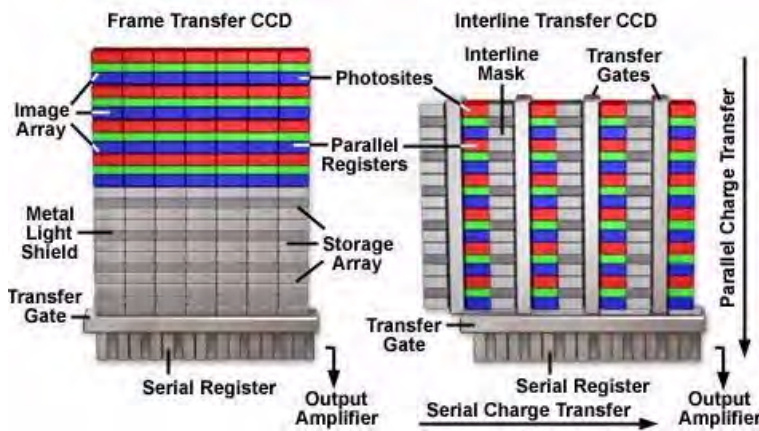 Frame Transfer CCD
Interline Transfer CCD
Image
Array
Photosites
Parallel
Registers
Interline
Mask
Transfer
Gates
Metal
Light
Shield
Storage
Array
Transfer
Gate
Serial Register
Output
Amplifier
Transfer
Gate
Serial Register
Serial Charge Transfer
Output
Amplifier
Parallel Charge Transfer